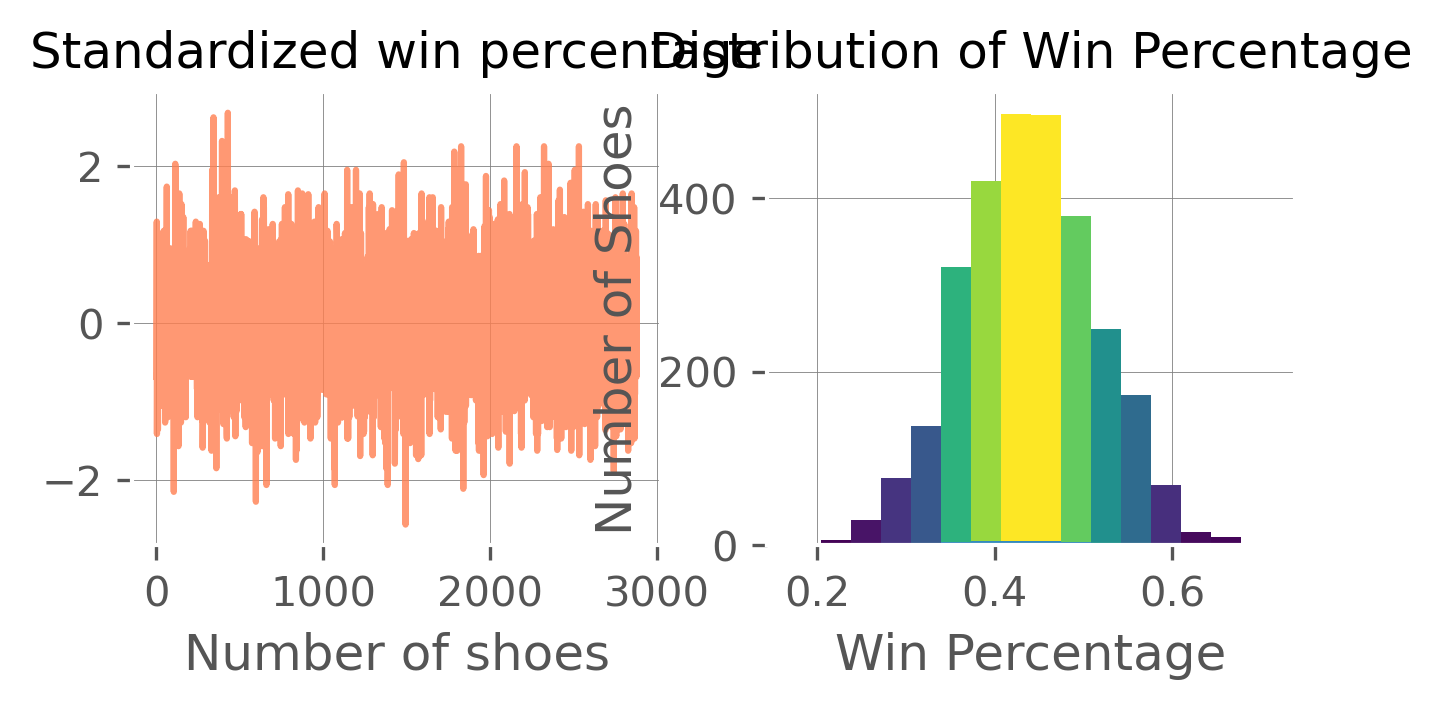 Standardized win percentage
2
0
−2
0
1000
2000
3000
Number of shoes
Distribution of Win Percentage
Number of Shoes
400
200
0
0.2
0.4
0.6
Win Percentage